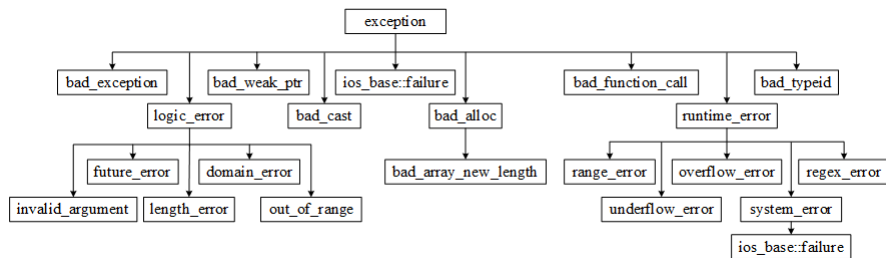 exception
bad_exception bad_weak_ptr ios_base::failure bad_function_call bad_typeid
logic_error bad_cast bad_alloc runtime_error
future_error domain_error bad_array_new_length range_error overflow_error regex_error
invalid_argument length_error out_of_range underflow_error system_error
ios_base::failure